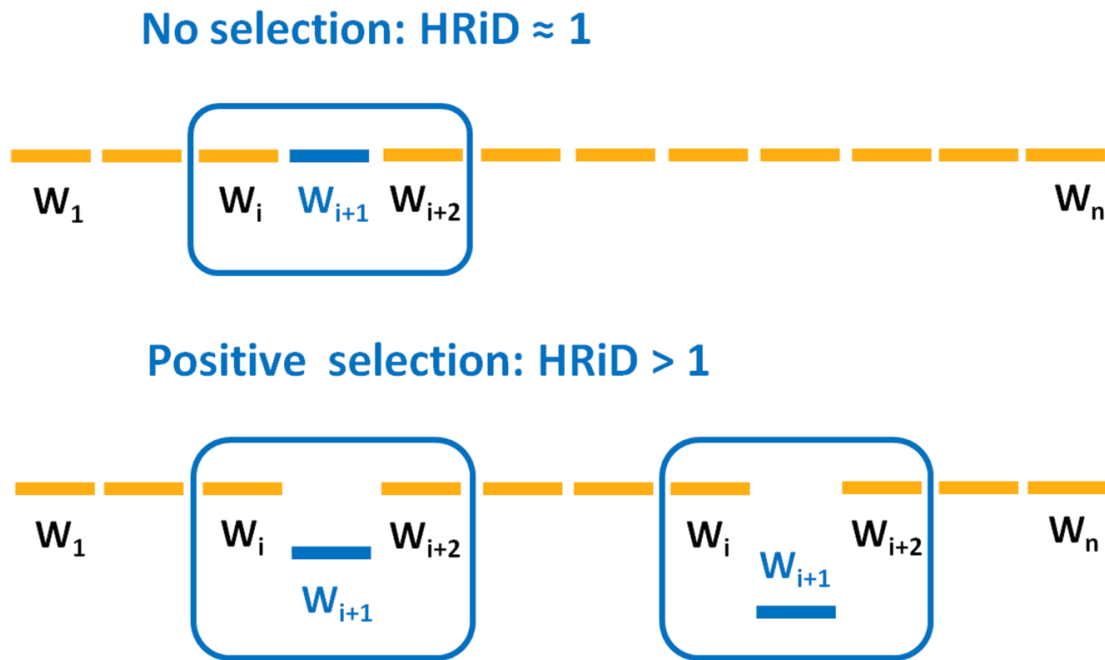 No selection: HRiD ≈ 1
W₁ Wᵢ Wᵢ₊₁ Wᵢ₊₂ Wₙ
Positive selection: HRiD > 1
W₁ Wᵢ Wᵢ₊₂ Wᵢ Wᵢ₊₂ Wₙ
Wᵢ₊₁ Wᵢ₊₁